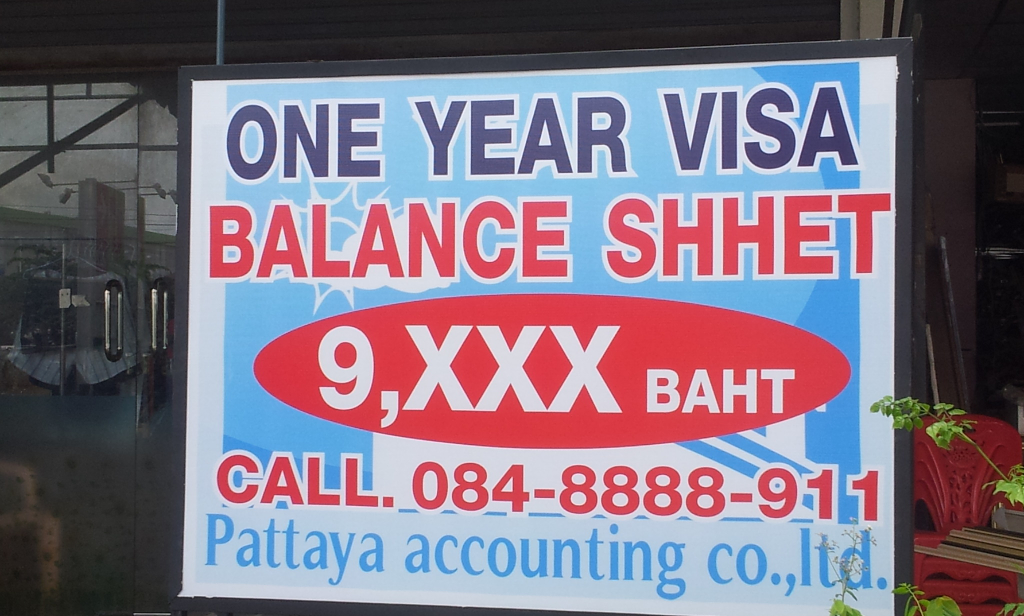 ONE YEAR VISA
BALANCE SHHET
9,XXX BAHT
CALL. 084-8888-911
Pattaya accounting co.,ltd.